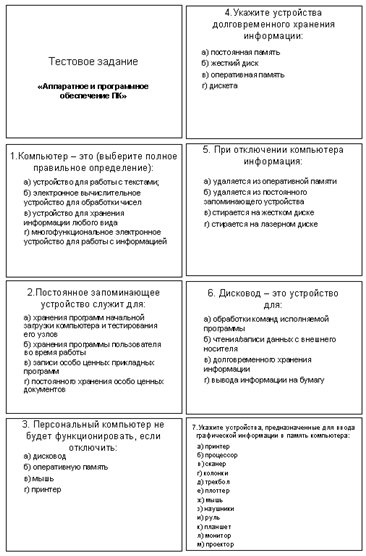 Тестовое задание
«Аппаратное и программное
обеспечение ПК»
1.Компьютер – это (выберите полное
правильное определение):
а) устройство для работы с текстами;
б) электронное вычислительное
устройство для обработки чисел
в) устройство для хранения
информации любого вида
г) многофункциональное электронное
устройство для работы с информацией
2.Постоянное запоминающее
устройство служит для:
а) хранения программ начальной
загрузки компьютера и тестирования
его узлов
б) хранения программы пользователя
во время работы
в) записи особо ценных прикладных
программ
г) постоянного хранения особо ценных
документов
3. Персональный компьютер не
будет функционировать, если
отключить:
а) дисковод
б) оперативную память
в) мышь
г) принтер
4.Укажите устройства
долговременного хранения
информации:
а) постоянная память
б) жесткий диск
в) оперативная память
г) дискета
5. При отключении компьютера
информация:
а) удаляется из оперативной памяти
б) удаляется из постоянного
запоминающего устройства
в) стирается на жестком диске
г) стирается на лазерном диске
6. Дисковод – это устройство
для:
а) обработки команд исполняемой
программы
б) чтения/записи данных с внешнего
носителя
в) долговременного хранения
информации
г) вывода информации на бумагу
7.Укажите устройства, предназначенные для ввода
графической информации в память компьютера:
а) принтер
б) процессор
в) сканер
г) колонки
д) трекбол
е) плоттер
ж) мышь
з) наушники
и) руль
к) планшет
л) монитор
м) проектор